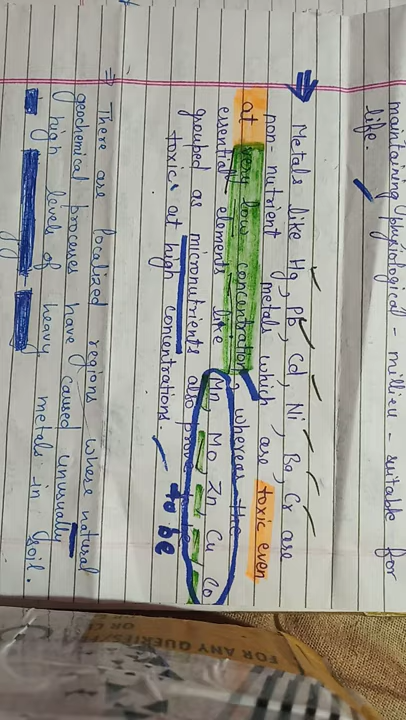 maintaining physiological - milieu - suitable for
life.
⇒ Metals like Hg, Pb, Cd, Ni, Be, Cr are
non-nutrient metals which are toxic even
at very low concentration, whereas the
essential elements like Mn Mo Zn Cu Co
grouped as micronutrients also prove to be
toxic at high concentrations.
⇒ There are localized regions where natural
geochemical processes have caused unusually
high levels of heavy metals in soil.
FOR ANY QUERIES/